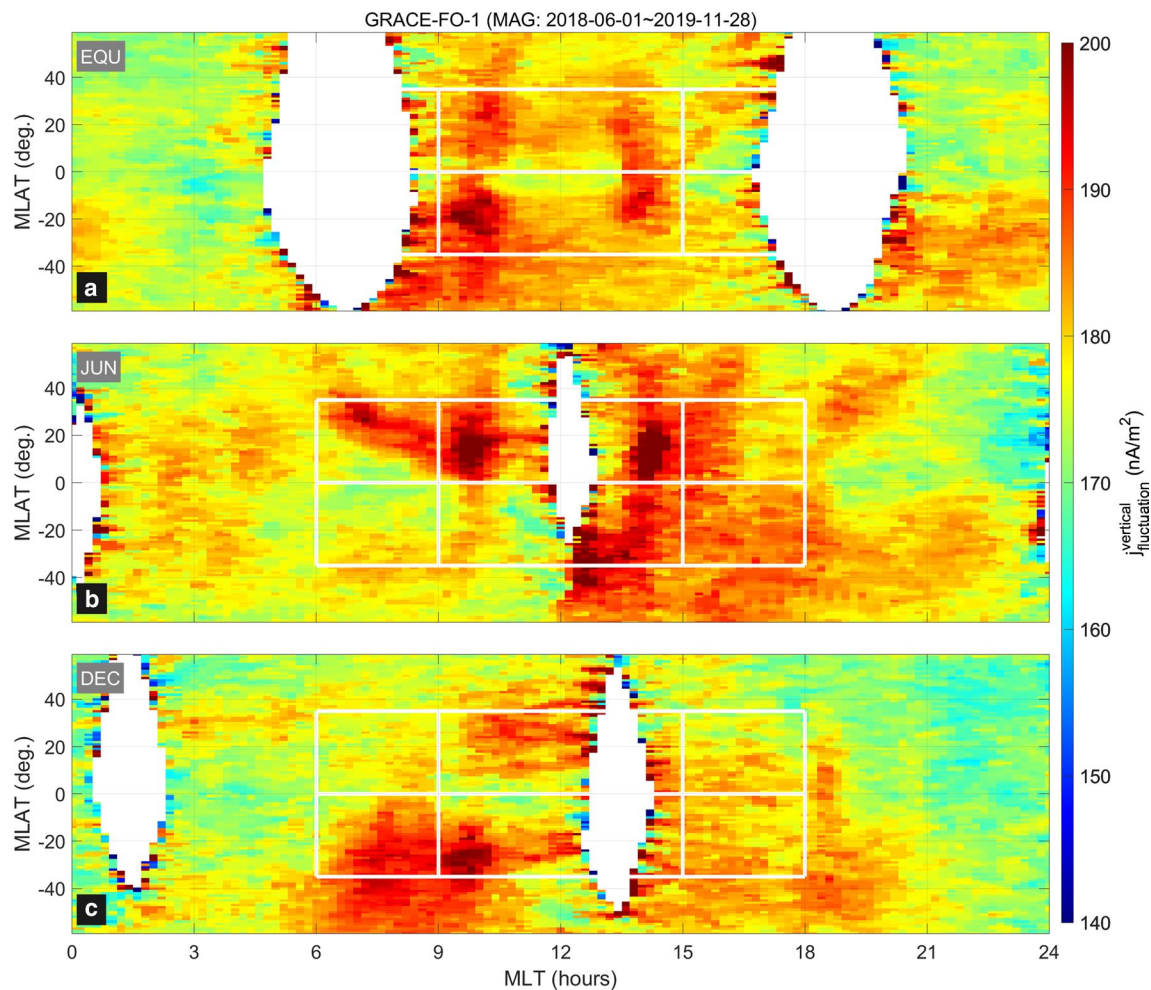 GRACE-FO-1 (MAG: 2018-06-01~2019-11-28)
EQU
MLAT (deg.)
40
20
0
-20
-40
a
JUN
MLAT (deg.)
40
20
0
-20
-40
b
DEC
MLAT (deg.)
40
20
0
-20
-40
c
0 3 6 9 12 15 18 21 24
MLT (hours)
200
190
180
170
160
150
140
j vertical fluctuation (nA/m²)